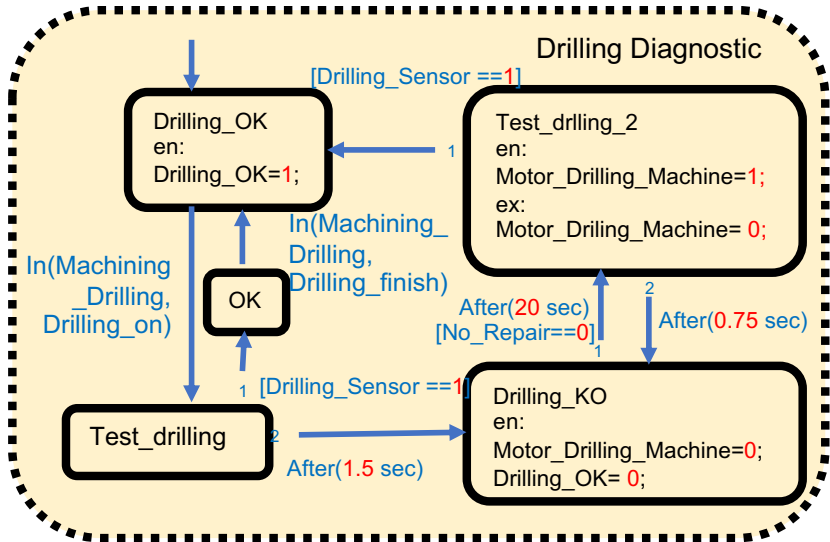 Drilling Diagnostic
[Drilling_Sensor ==1]
Drilling_OK
en:
Drilling_OK=1;
1
Test_drlling_2
en:
Motor_Drilling_Machine=1;
ex:
Motor_Driling_Machine= 0;
In(Machining_
Drilling,
Drilling_finish)
In(Machining
_Drilling,
Drilling_on)
OK
After(20 sec)
[No_Repair==0]
1
2
After(0.75 sec)
1
[Drilling_Sensor ==1]
Test_drilling
2
After(1.5 sec)
Drilling_KO
en:
Motor_Drilling_Machine=0;
Drilling_OK= 0;